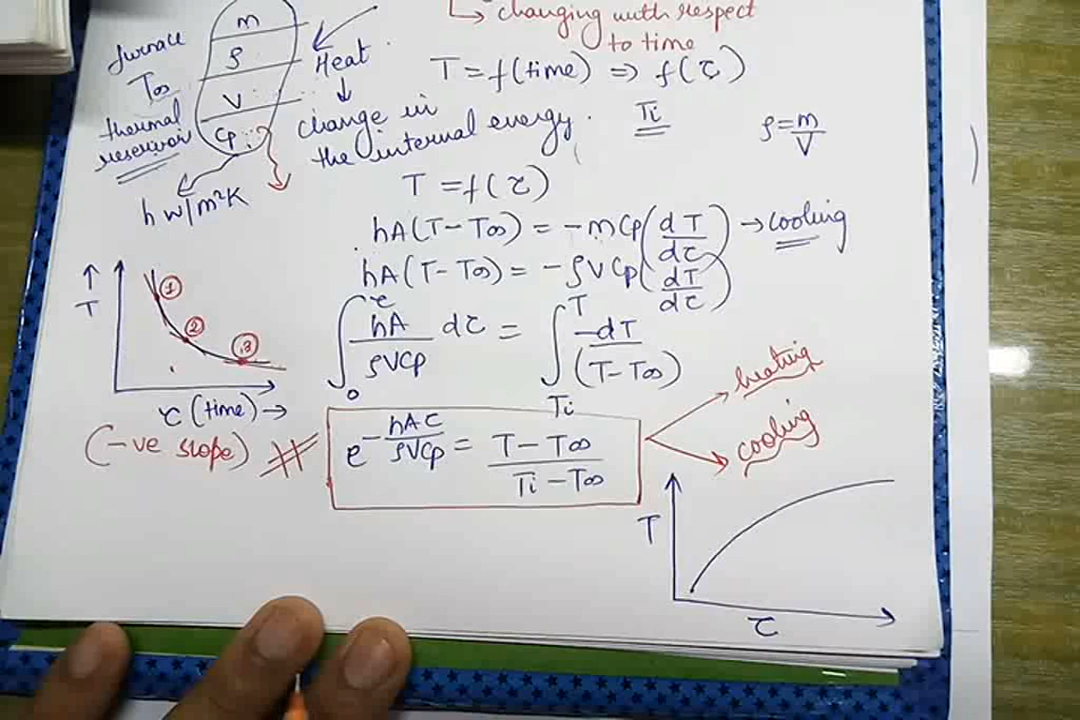 changing with respect
to time
furnace
T∞
thermal
reservoir
m
ρ
V
Cp
Heat
↓
change in
the internal energy.
h w/m²K
T = f(time) ⇒ f(τ)
Ti
ρ = m/V
T = f(τ)
hA(T - T∞) = -mCp(dT/dτ) → cooling
hA(T - T∞) = -ρVCp(dT/dτ)
∫₀^τ hA/ρVCp dτ = ∫_Ti^T -dT/(T - T∞)
e^(-hAτ/ρVCp) = (T - T∞)/(Ti - T∞)
heating
cooling
↑
T
①
②
③
τ (time) →
(-ve slope)
T
τ